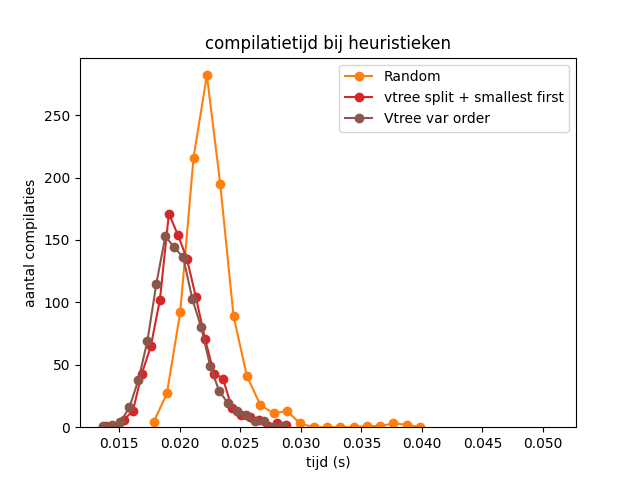 compilatietijd bij heuristieken
Random
vtree split + smallest first
Vtree var order
aantal compilaties
250
200
150
100
50
0
0.015
0.020
0.025
0.030
0.035
0.040
0.045
0.050
tijd (s)